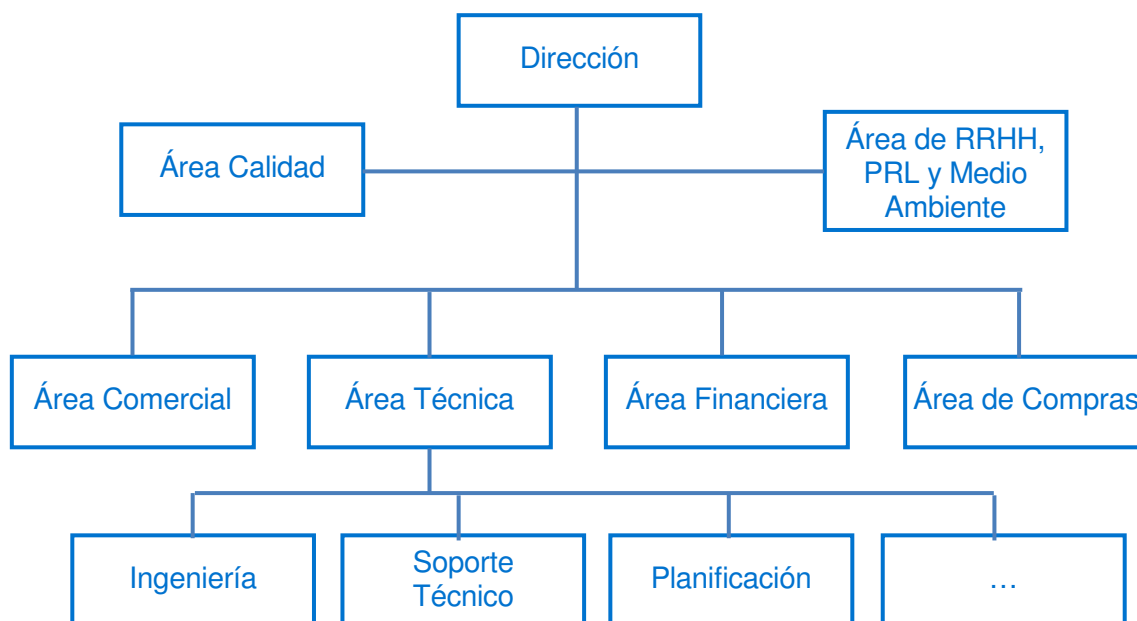 Dirección
Área Calidad
Área de RRHH,
PRL y Medio
Ambiente
Área Comercial
Área Técnica
Área Financiera
Área de Compras
Ingeniería
Soporte
Técnico
Planificación
…